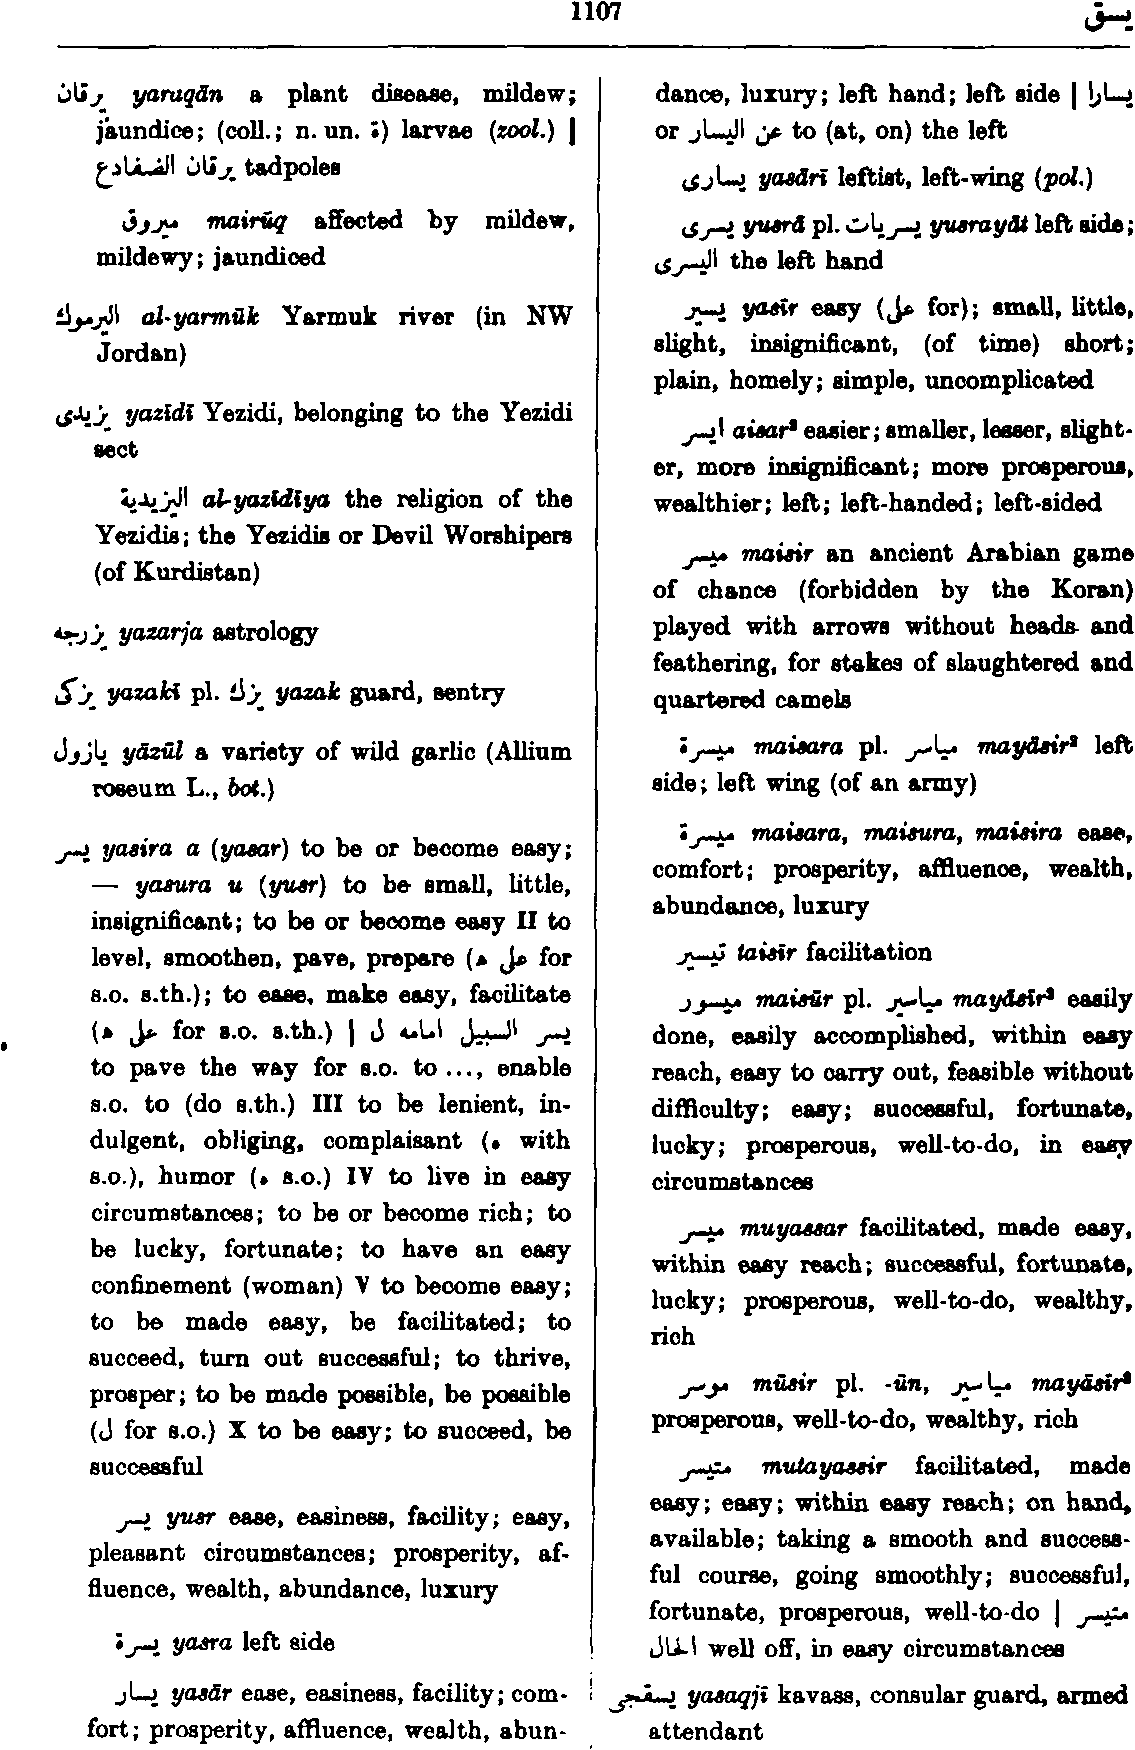 1107
يسق
يرقان yaruqān a plant disease, mildew;
jaundice; (coll.; n. un. ة) larvae (zool.) |
يرقان الضفادع tadpoles
ميروق mairūq affected by mildew,
mildewy; jaundiced
اليرموك al-yarmūk Yarmuk river (in NW
Jordan)
يزيدى yazīdī Yezidi, belonging to the Yezidi
sect
اليزيدية al-yazīdīya the religion of the
Yezidis; the Yezidis or Devil Worshipers
(of Kurdistan)
يزرجه yazarja astrology
يزكى yazakī pl. يزك yazak guard, sentry
يازول yāzūl a variety of wild garlic (Allium
roseum L., bot.)
يسر yasira a (yasar) to be or become easy;
— yasura u (yusr) to be small, little,
insignificant; to be or become easy II to
level, smoothen, pave, prepare (على ه for
s.o. s.th.); to ease, make easy, facilitate
(على ه for s.o. s.th.) | يسر السبيل امامه ل
to pave the way for s.o. to ..., enable
s.o. to (do s.th.) III to be lenient, in-
dulgent, obliging, complaisant (ه with
s.o.), humor (ه s.o.) IV to live in easy
circumstances; to be or become rich; to
be lucky, fortunate; to have an easy
confinement (woman) V to become easy;
to be made easy, be facilitated; to
succeed, turn out successful; to thrive,
prosper; to be made possible, be possible
(ل for s.o.) X to be easy; to succeed, be
successful
يسر yusr ease, easiness, facility; easy,
pleasant circumstances; prosperity, af-
fluence, wealth, abundance, luxury
يسرة yasra left side
يسار yasār ease, easiness, facility; com-
fort; prosperity, affluence, wealth, abun-
dance, luxury; left hand; left side | يسارا
or عن اليسار to (at, on) the left
يسارى yasārī leftist, left-wing (pol.)
يسرى yusrā pl. يسريات yusrayāt left side;
اليسرى the left hand
يسير yasīr easy (على for); small, little,
slight, insignificant, (of time) short;
plain, homely; simple, uncomplicated
ايسر aisar² easier; smaller, lesser, slight-
er, more insignificant; more prosperous,
wealthier; left; left-handed; left-sided
ميسر maisir an ancient Arabian game
of chance (forbidden by the Koran)
played with arrows without heads and
feathering, for stakes of slaughtered and
quartered camels
ميسرة maisara pl. مياسر mayāsir² left
side; left wing (of an army)
ميسرة maisara, maisura, maisira ease,
comfort; prosperity, affluence, wealth,
abundance, luxury
تيسير taisīr facilitation
ميسور maisūr pl. مياسير mayāsīr² easily
done, easily accomplished, within easy
reach, easy to carry out, feasible without
difficulty; easy; successful, fortunate,
lucky; prosperous, well-to-do, in easy
circumstances
ميسر muyassar facilitated, made easy,
within easy reach; successful, fortunate,
lucky; prosperous, well-to-do, wealthy,
rich
موسر mūsir pl. -ūn, مياسير mayāsīr²
prosperous, well-to-do, wealthy, rich
متيسر mutayassir facilitated, made
easy; easy; within easy reach; on hand,
available; taking a smooth and success-
ful course, going smoothly; successful,
fortunate, prosperous, well-to-do | متيسر
الحال well off, in easy circumstances
يسقجى yasaqjī kavass, consular guard, armed
attendant